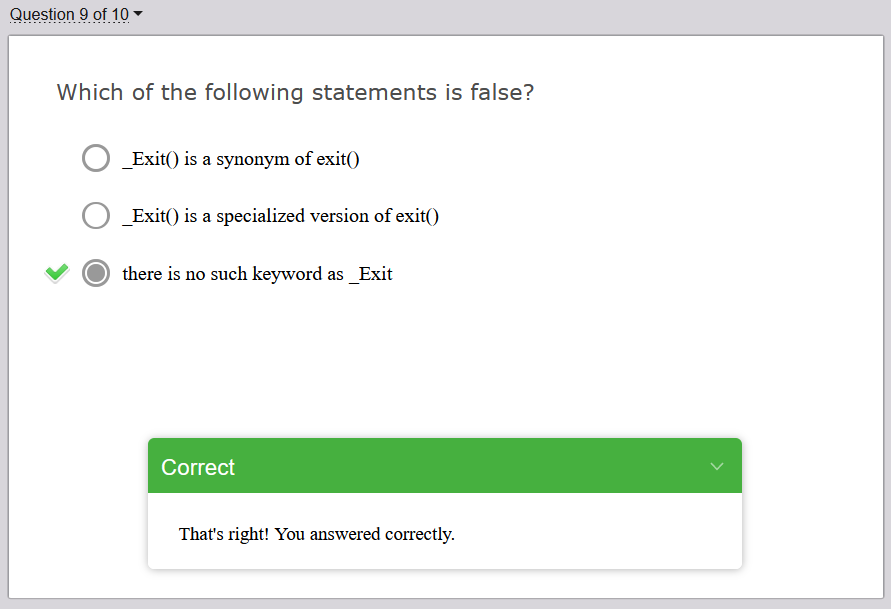 Question 9 of 10
Which of the following statements is false?
_Exit() is a synonym of exit()
_Exit() is a specialized version of exit()
there is no such keyword as _Exit
Correct
That's right! You answered correctly.